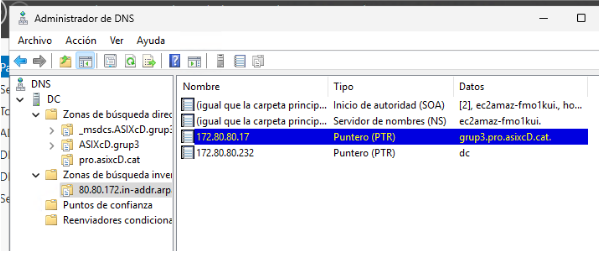 Administrador de DNS
Archivo Acción Ver Ayuda
DNS
DC
Zonas de búsqueda direc
_msdcs.ASIXcD.grup3
ASIXcD.grup3
pro.asixcD.cat
Zonas de búsqueda inver
80.80.172.in-addr.arp
Puntos de confianza
Reenviadores condiciona
Nombre Tipo Datos
(igual que la carpeta princip... Inicio de autoridad (SOA) [2], ec2amaz-fmo1kui., ho...
(igual que la carpeta princip... Servidor de nombres (NS) ec2amaz-fmo1kui.
172.80.80.17 Puntero (PTR) grup3.pro.asixcD.cat.
172.80.80.232 Puntero (PTR) dc